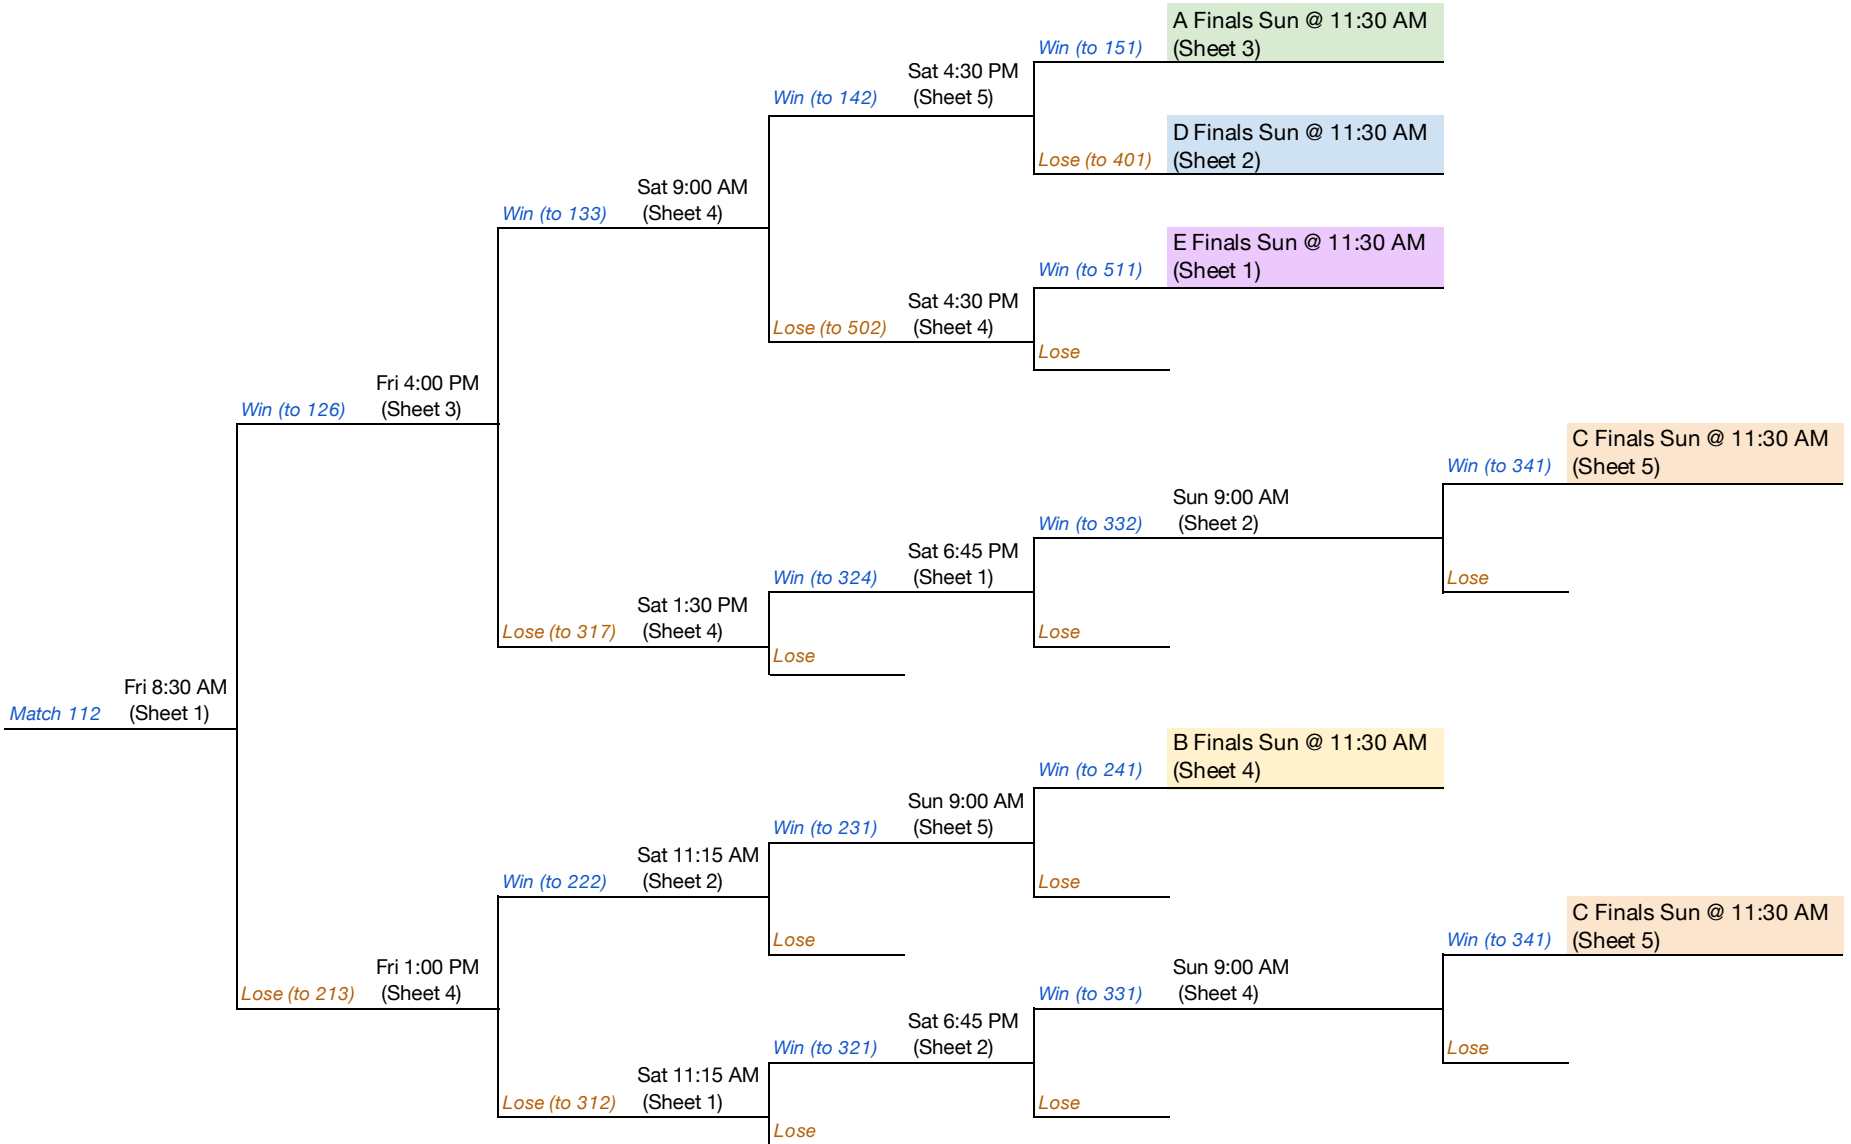 A Finals Sun @ 11:30 AM
Win (to 151)
(Sheet 3)
Sat 4:30 PM
Win (to 142)
(Sheet 5)
D Finals Sun @ 11:30 AM
Lose (to 401)
(Sheet 2)
Sat 9:00 AM
Win (to 133)
(Sheet 4)
E Finals Sun @ 11:30 AM
Win (to 511)
(Sheet 1)
Sat 4:30 PM
Lose (to 502)
(Sheet 4)
Lose
Fri 4:00 PM
Win (to 126)
(Sheet 3)
C Finals Sun @ 11:30 AM
Win (to 341)
(Sheet 5)
Sun 9:00 AM
Win (to 332)
(Sheet 2)
Sat 6:45 PM
Win (to 324)
(Sheet 1)
Lose
Sat 1:30 PM
Lose (to 317)
(Sheet 4)
Lose
Lose
Fri 8:30 AM
Match 112
(Sheet 1)
B Finals Sun @ 11:30 AM
Win (to 241)
(Sheet 4)
Sun 9:00 AM
Win (to 231)
(Sheet 5)
Sat 11:15 AM
Win (to 222)
(Sheet 2)
Lose
Lose
C Finals Sun @ 11:30 AM
Win (to 341)
(Sheet 5)
Fri 1:00 PM
Lose (to 213)
(Sheet 4)
Sun 9:00 AM
Win (to 331)
(Sheet 4)
Sat 6:45 PM
Win (to 321)
(Sheet 2)
Lose
Sat 11:15 AM
Lose (to 312)
(Sheet 1)
Lose
Lose